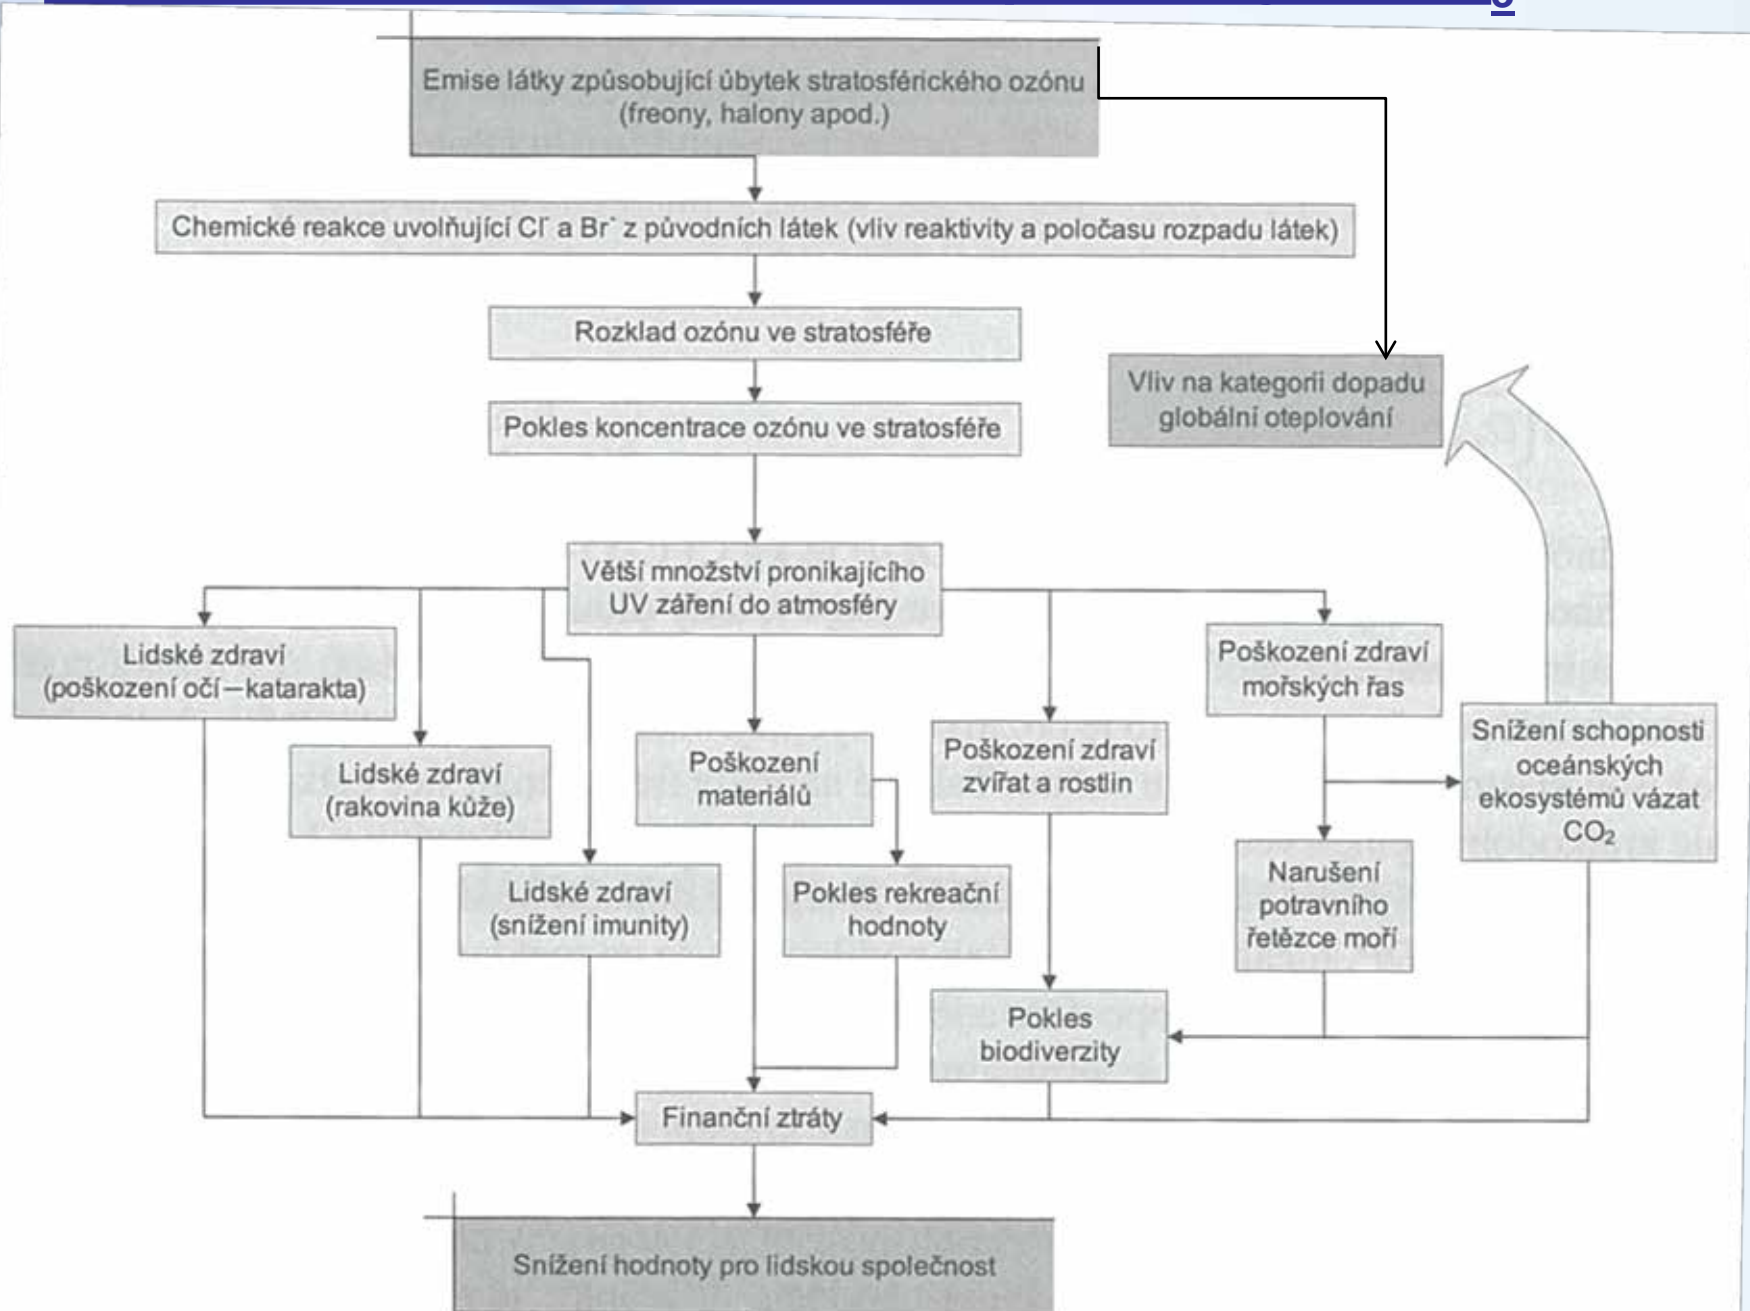 Emise látky způsobující úbytek stratosférického ozónu
(freony, halony apod.)
Chemické reakce uvolňující Cl˙ a Br˙ z původních látek (vliv reaktivity a poločasu rozpadu látek)
Rozklad ozónu ve stratosféře
Vliv na kategorii dopadu
globální oteplování
Pokles koncentrace ozónu ve stratosféře
Větší množství pronikajícího
UV záření do atmosféry
Lidské zdraví
(poškození očí—katarakta)
Lidské zdraví
(rakovina kůže)
Lidské zdraví
(snížení imunity)
Poškození
materiálů
Pokles rekreační
hodnoty
Poškození zdraví
zvířat a rostlin
Poškození zdraví
mořských řas
Snížení schopnosti
oceánských
ekosystémů vázat
CO₂
Narušení
potravního
řetězce moří
Pokles
biodiverzity
Finanční ztráty
Snížení hodnoty pro lidskou společnost